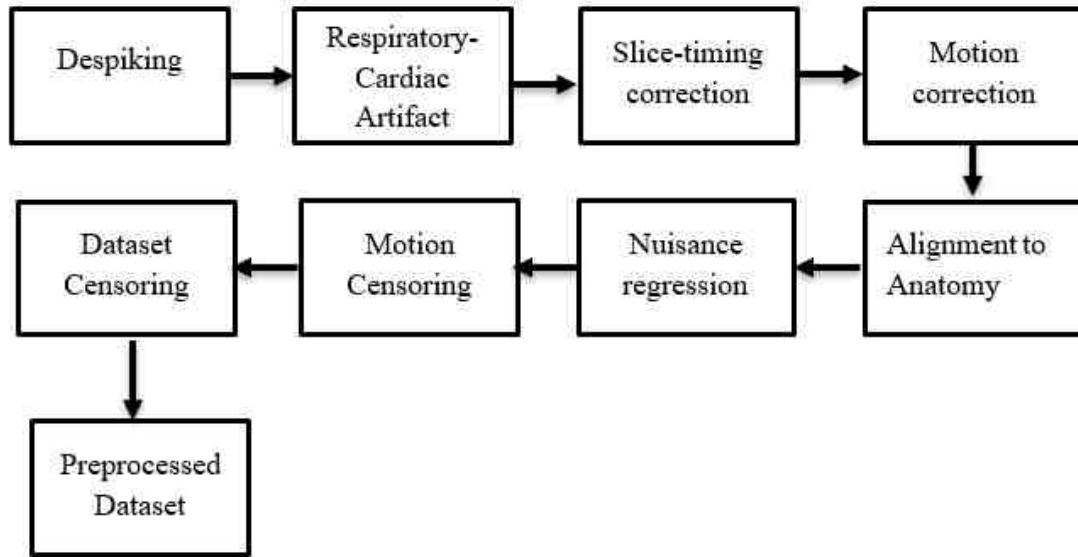 Despiking
Respiratory-
Cardiac
Artifact
Slice-timing
correction
Motion
correction
Alignment to
Anatomy
Nuisance
regression
Motion
Censoring
Dataset
Censoring
Preprocessed
Dataset